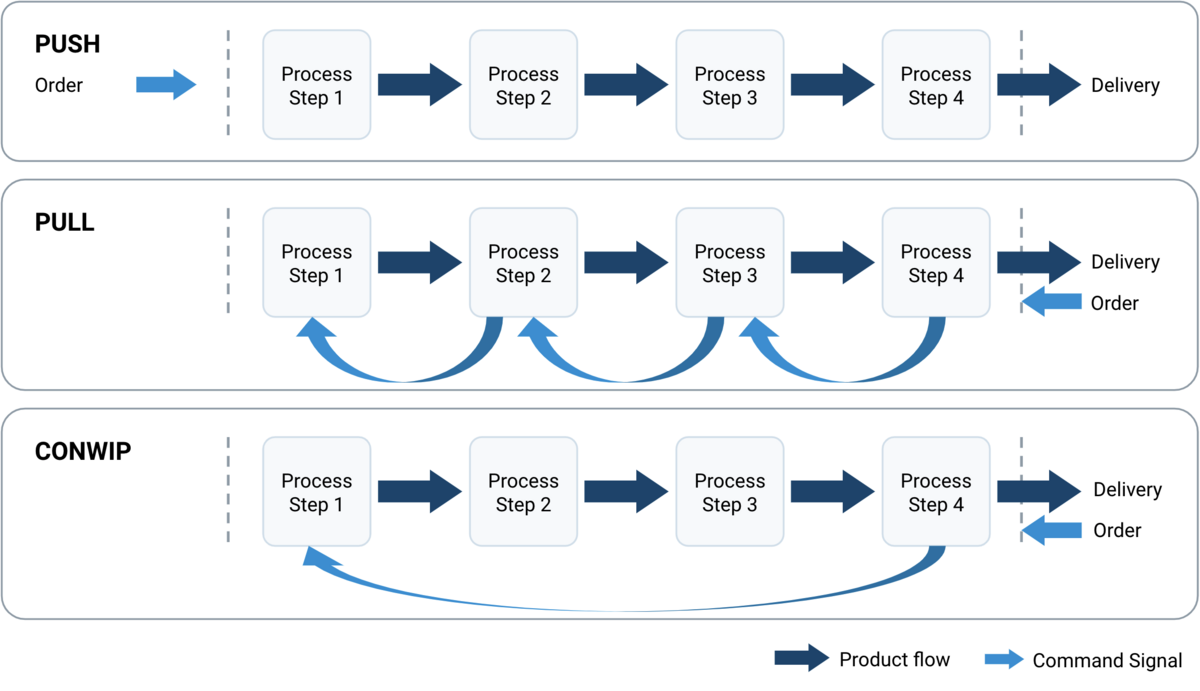 PUSH
Order
Process
Step 1
Process
Step 2
Process
Step 3
Process
Step 4
Delivery
PULL
Process
Step 1
Process
Step 2
Process
Step 3
Process
Step 4
Delivery
Order
CONWIP
Process
Step 1
Process
Step 2
Process
Step 3
Process
Step 4
Delivery
Order
Product flow
Command Signal